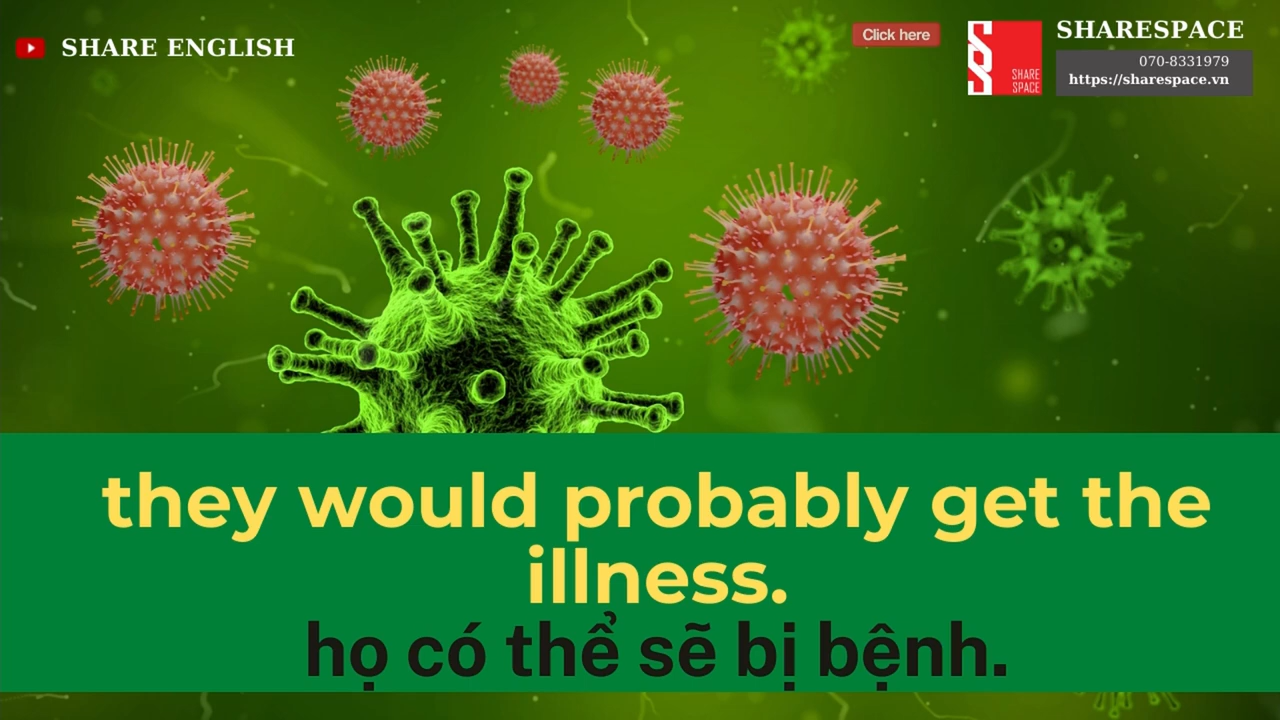 SHARE ENGLISH
Click here
SHARESPACE
070-8331979
https://sharespace.vn
SHARE
SPACE
they would probably get the
illness.
họ có thể sẽ bị bệnh.